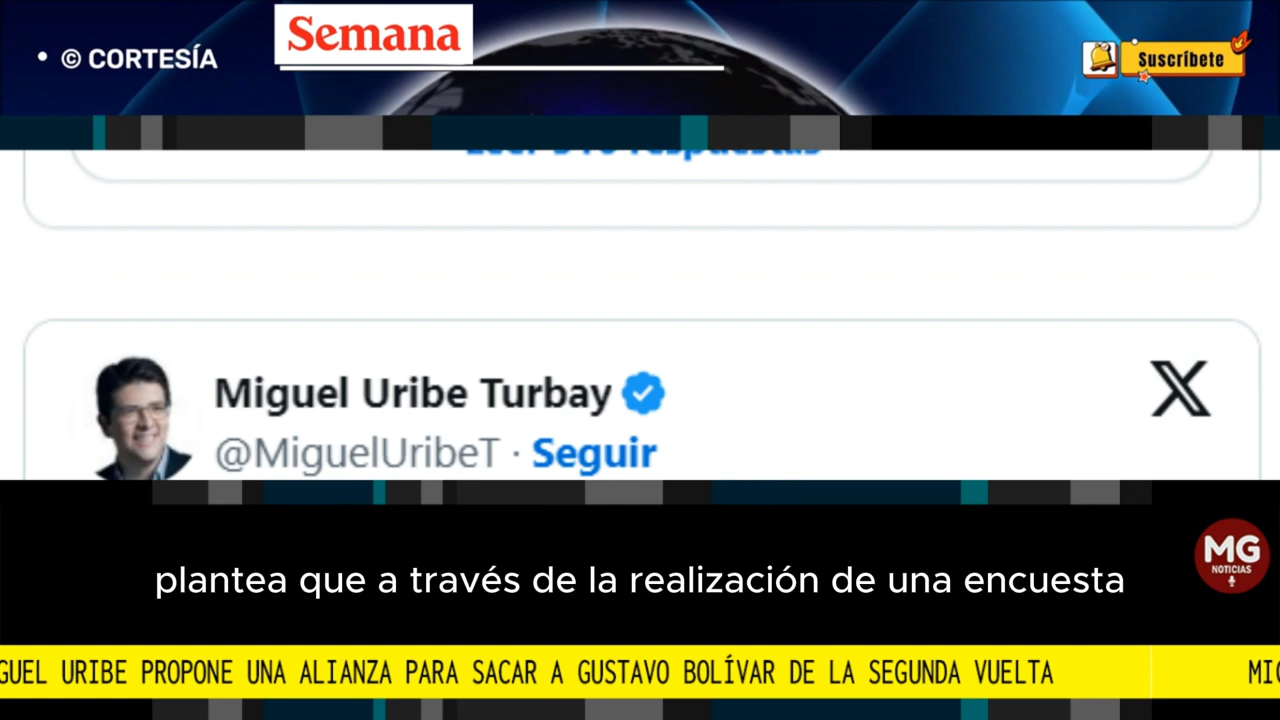 • © CORTESÍA
Semana
Suscríbete
Miguel Uribe Turbay
X
@MiguelUribeT · Seguir
plantea que a través de la realización de una encuesta
MG
NOTICIAS
GUEL URIBE PROPONE UNA ALIANZA PARA SACAR A GUSTAVO BOLÍVAR DE LA SEGUNDA VUELTA